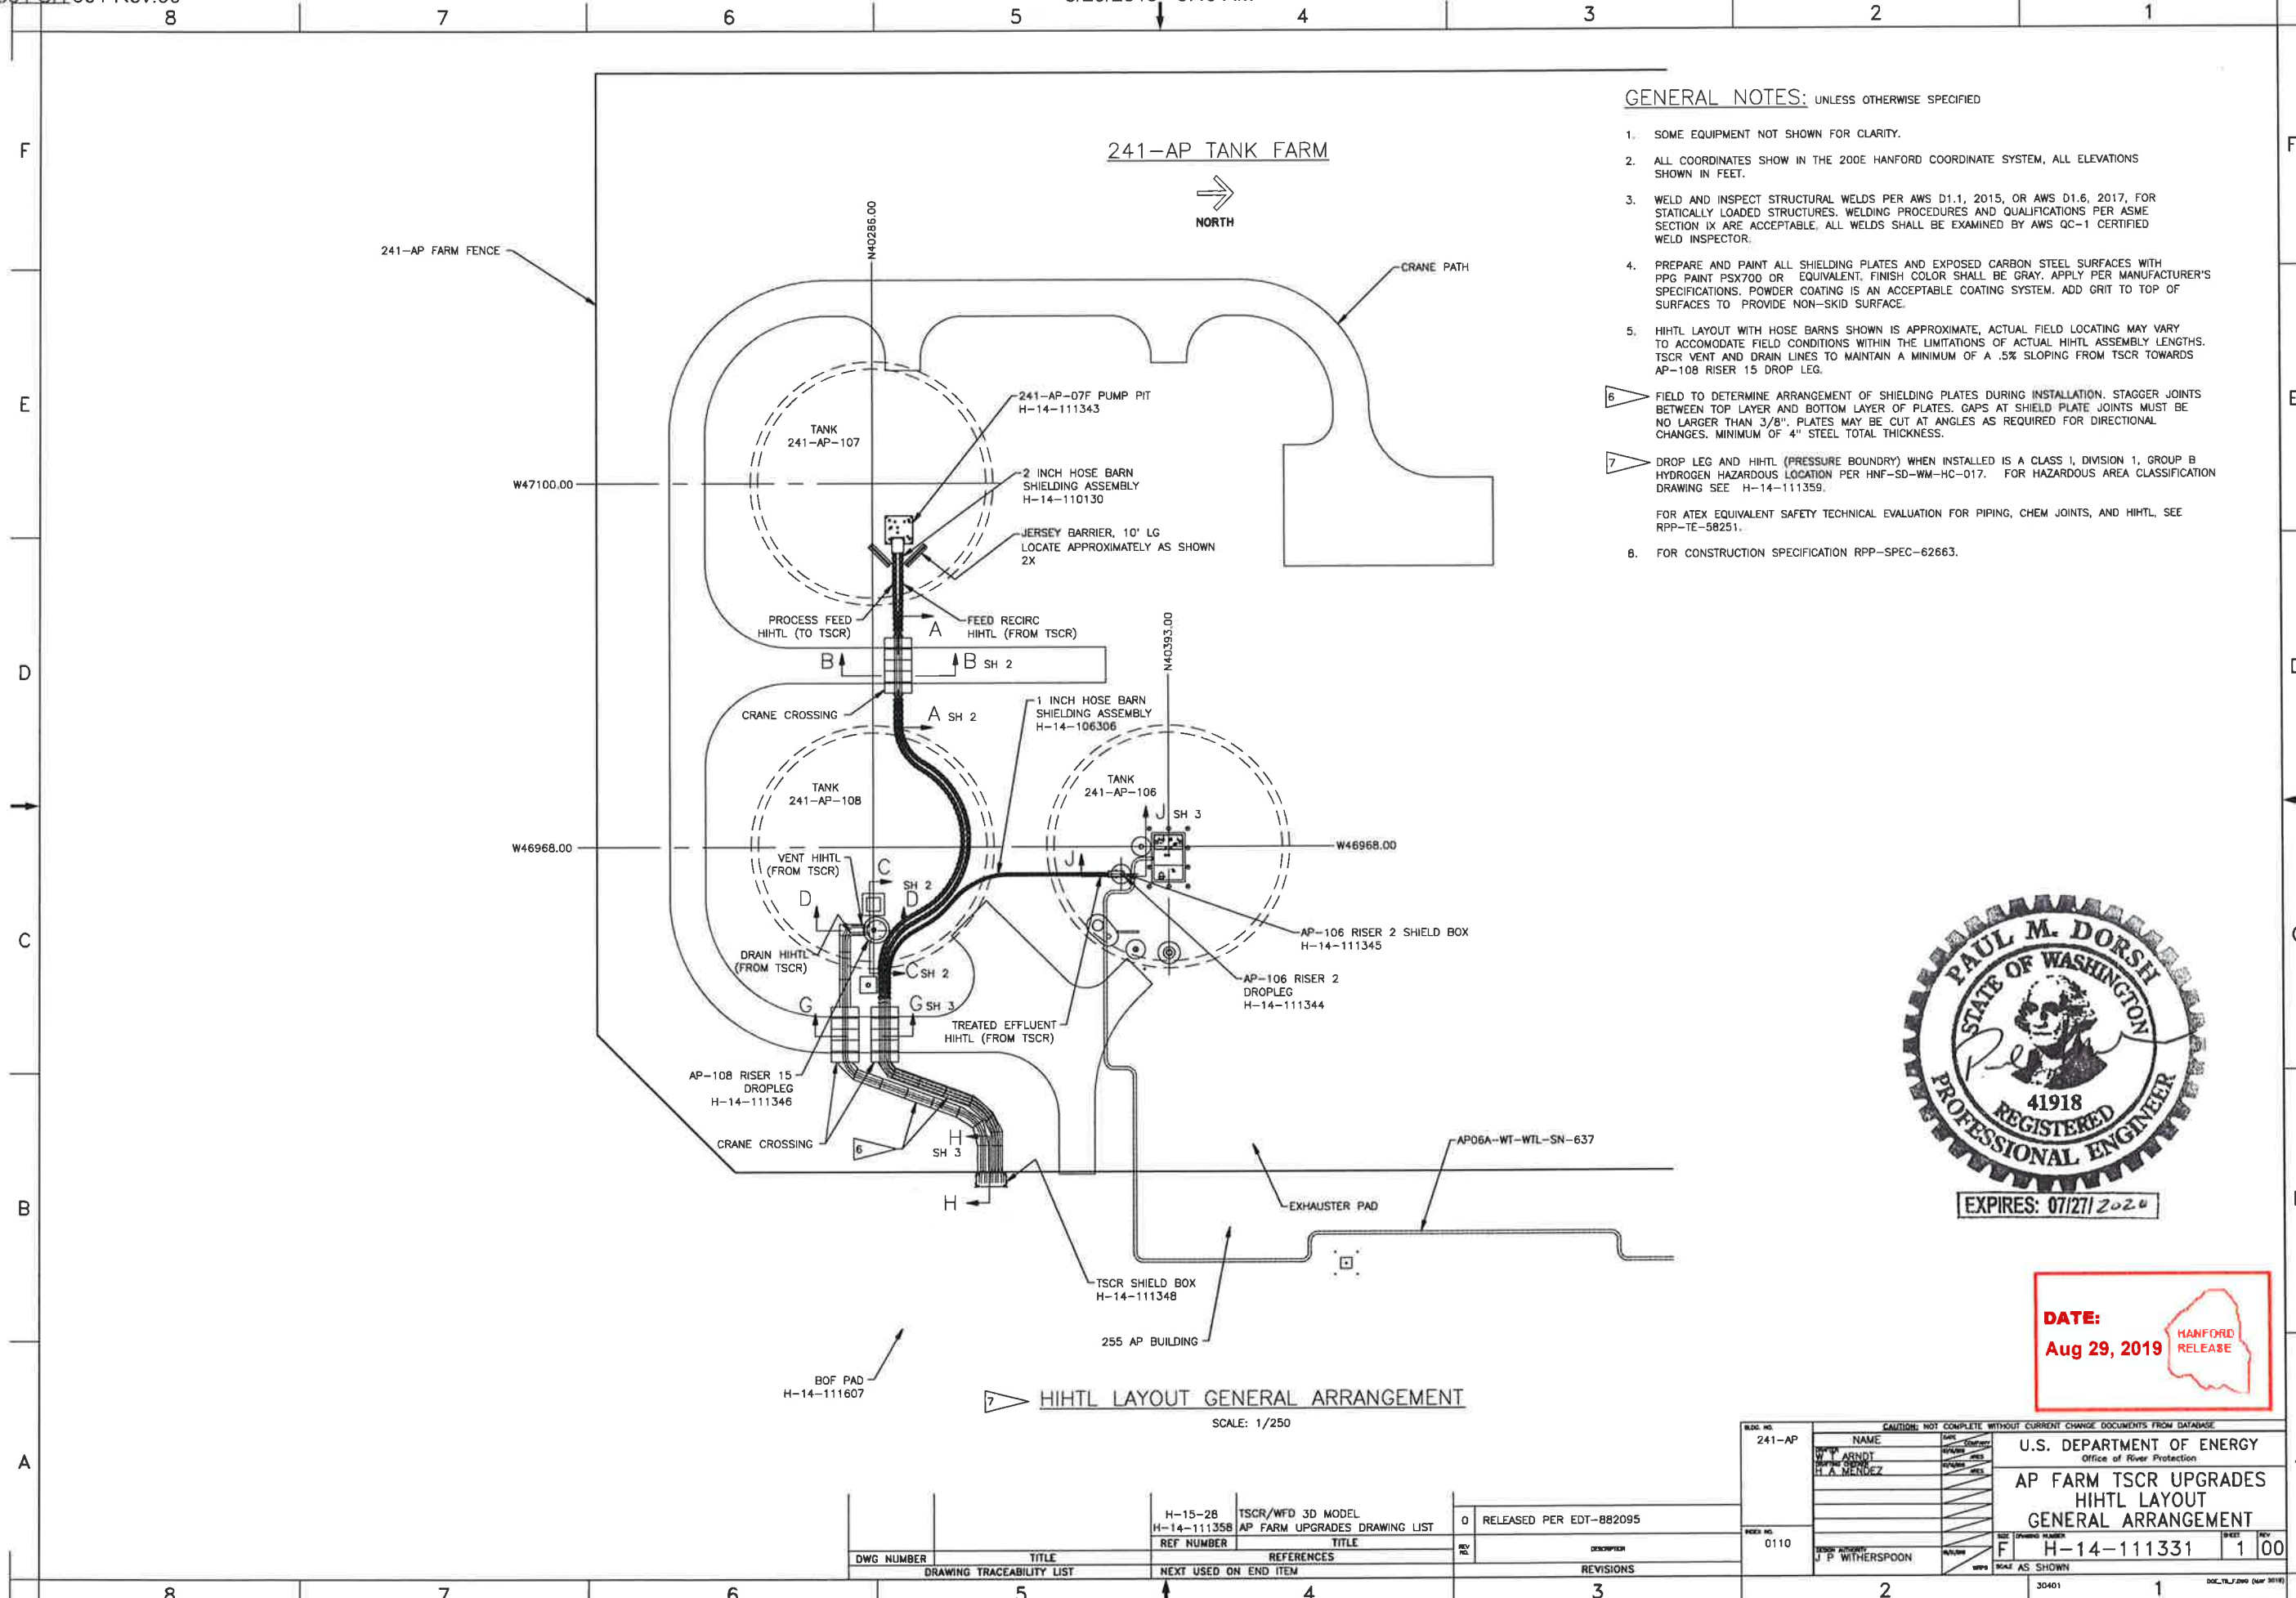 8 7 6 5 4 3 2 1
F
E
D
C
B
A
241-AP TANK FARM
NORTH
241-AP FARM FENCE
N40286.00
CRANE PATH
241-AP-07F PUMP PIT
H-14-111343
TANK
241-AP-107
2 INCH HOSE BARN
SHIELDING ASSEMBLY
H-14-110130
W47100.00
JERSEY BARRIER, 10' LG
LOCATE APPROXIMATELY AS SHOWN
2X
PROCESS FEED
HIHTL (TO TSCR)
FEED RECIRC
HIHTL (FROM TSCR)
A
B
B SH 2
N40393.00
CRANE CROSSING
A SH 2
1 INCH HOSE BARN
SHIELDING ASSEMBLY
H-14-106306
TANK
241-AP-108
TANK
241-AP-106
J SH 3
W46968.00
W46968.00
VENT HIHTL
(FROM TSCR)
C
SH 2
J
D
D
AP-106 RISER 2 SHIELD BOX
H-14-111345
DRAIN HIHTL
(FROM TSCR)
C SH 2
AP-106 RISER 2
DROPLEG
H-14-111344
G
G SH 3
TREATED EFFLUENT
HIHTL (FROM TSCR)
AP-108 RISER 15
DROPLEG
H-14-111346
CRANE CROSSING
6
H
SH 3
H
AP06A-WT-WTL-SN-637
EXHAUSTER PAD
TSCR SHIELD BOX
H-14-111348
255 AP BUILDING
BOF PAD
H-14-111607
7 HIHTL LAYOUT GENERAL ARRANGEMENT
SCALE: 1/250
GENERAL NOTES: UNLESS OTHERWISE SPECIFIED
1. SOME EQUIPMENT NOT SHOWN FOR CLARITY.
2. ALL COORDINATES SHOW IN THE 200E HANFORD COORDINATE SYSTEM, ALL ELEVATIONS
SHOWN IN FEET.
3. WELD AND INSPECT STRUCTURAL WELDS PER AWS D1.1, 2015, OR AWS D1.6, 2017, FOR
STATICALLY LOADED STRUCTURES. WELDING PROCEDURES AND QUALIFICATIONS PER ASME
SECTION IX ARE ACCEPTABLE. ALL WELDS SHALL BE EXAMINED BY AWS QC-1 CERTIFIED
WELD INSPECTOR.
4. PREPARE AND PAINT ALL SHIELDING PLATES AND EXPOSED CARBON STEEL SURFACES WITH
PPG PAINT PSX700 OR EQUIVALENT. FINISH COLOR SHALL BE GRAY. APPLY PER MANUFACTURER'S
SPECIFICATIONS. POWDER COATING IS AN ACCEPTABLE COATING SYSTEM. ADD GRIT TO TOP OF
SURFACES TO PROVIDE NON-SKID SURFACE.
5. HIHTL LAYOUT WITH HOSE BARNS SHOWN IS APPROXIMATE, ACTUAL FIELD LOCATING MAY VARY
TO ACCOMODATE FIELD CONDITIONS WITHIN THE LIMITATIONS OF ACTUAL HIHTL ASSEMBLY LENGTHS.
TSCR VENT AND DRAIN LINES TO MAINTAIN A MINIMUM OF A .5% SLOPING FROM TSCR TOWARDS
AP-108 RISER 15 DROP LEG.
6 FIELD TO DETERMINE ARRANGEMENT OF SHIELDING PLATES DURING INSTALLATION. STAGGER JOINTS
BETWEEN TOP LAYER AND BOTTOM LAYER OF PLATES. GAPS AT SHIELD PLATE JOINTS MUST BE
NO LARGER THAN 3/8". PLATES MAY BE CUT AT ANGLES AS REQUIRED FOR DIRECTIONAL
CHANGES. MINIMUM OF 4" STEEL TOTAL THICKNESS.
7 DROP LEG AND HIHTL (PRESSURE BOUNDRY) WHEN INSTALLED IS A CLASS I, DIVISION 1, GROUP B
HYDROGEN HAZARDOUS LOCATION PER HNF-SD-WM-HC-017. FOR HAZARDOUS AREA CLASSIFICATION
DRAWING SEE H-14-111359.
FOR ATEX EQUIVALENT SAFETY TECHNICAL EVALUATION FOR PIPING, CHEM JOINTS, AND HIHTL, SEE
RPP-TE-58251.
8. FOR CONSTRUCTION SPECIFICATION RPP-SPEC-62663.
PAUL M. DORSH
STATE OF WASHINGTON
41918
REGISTERED
PROFESSIONAL ENGINEER
EXPIRES: 07/27/2020
DATE:
Aug 29, 2019
HANFORD
RELEASE
H-15-28 TSCR/WFD 3D MODEL
H-14-111358 AP FARM UPGRADES DRAWING LIST
REF NUMBER TITLE
DWG NUMBER TITLE REFERENCES
DRAWING TRACEABILITY LIST NEXT USED ON END ITEM
0 RELEASED PER EDT-882095
REV NO. DESCRIPTION
REVISIONS
BLDG. NO.
241-AP
INDEX NO.
0110
CAUTION: NOT COMPLETE WITHOUT CURRENT CHANGE DOCUMENTS FROM DATABASE
NAME
W T ARNDT
H A MENDEZ
DESIGN AUTHORITY
J P WITHERSPOON
U.S. DEPARTMENT OF ENERGY
Office of River Protection
AP FARM TSCR UPGRADES
HIHTL LAYOUT
GENERAL ARRANGEMENT
SIZE DRAWING NUMBER SHEET REV
F H-14-111331 1 00
SCALE AS SHOWN
30401
8 7 6 5 4 3 2 1